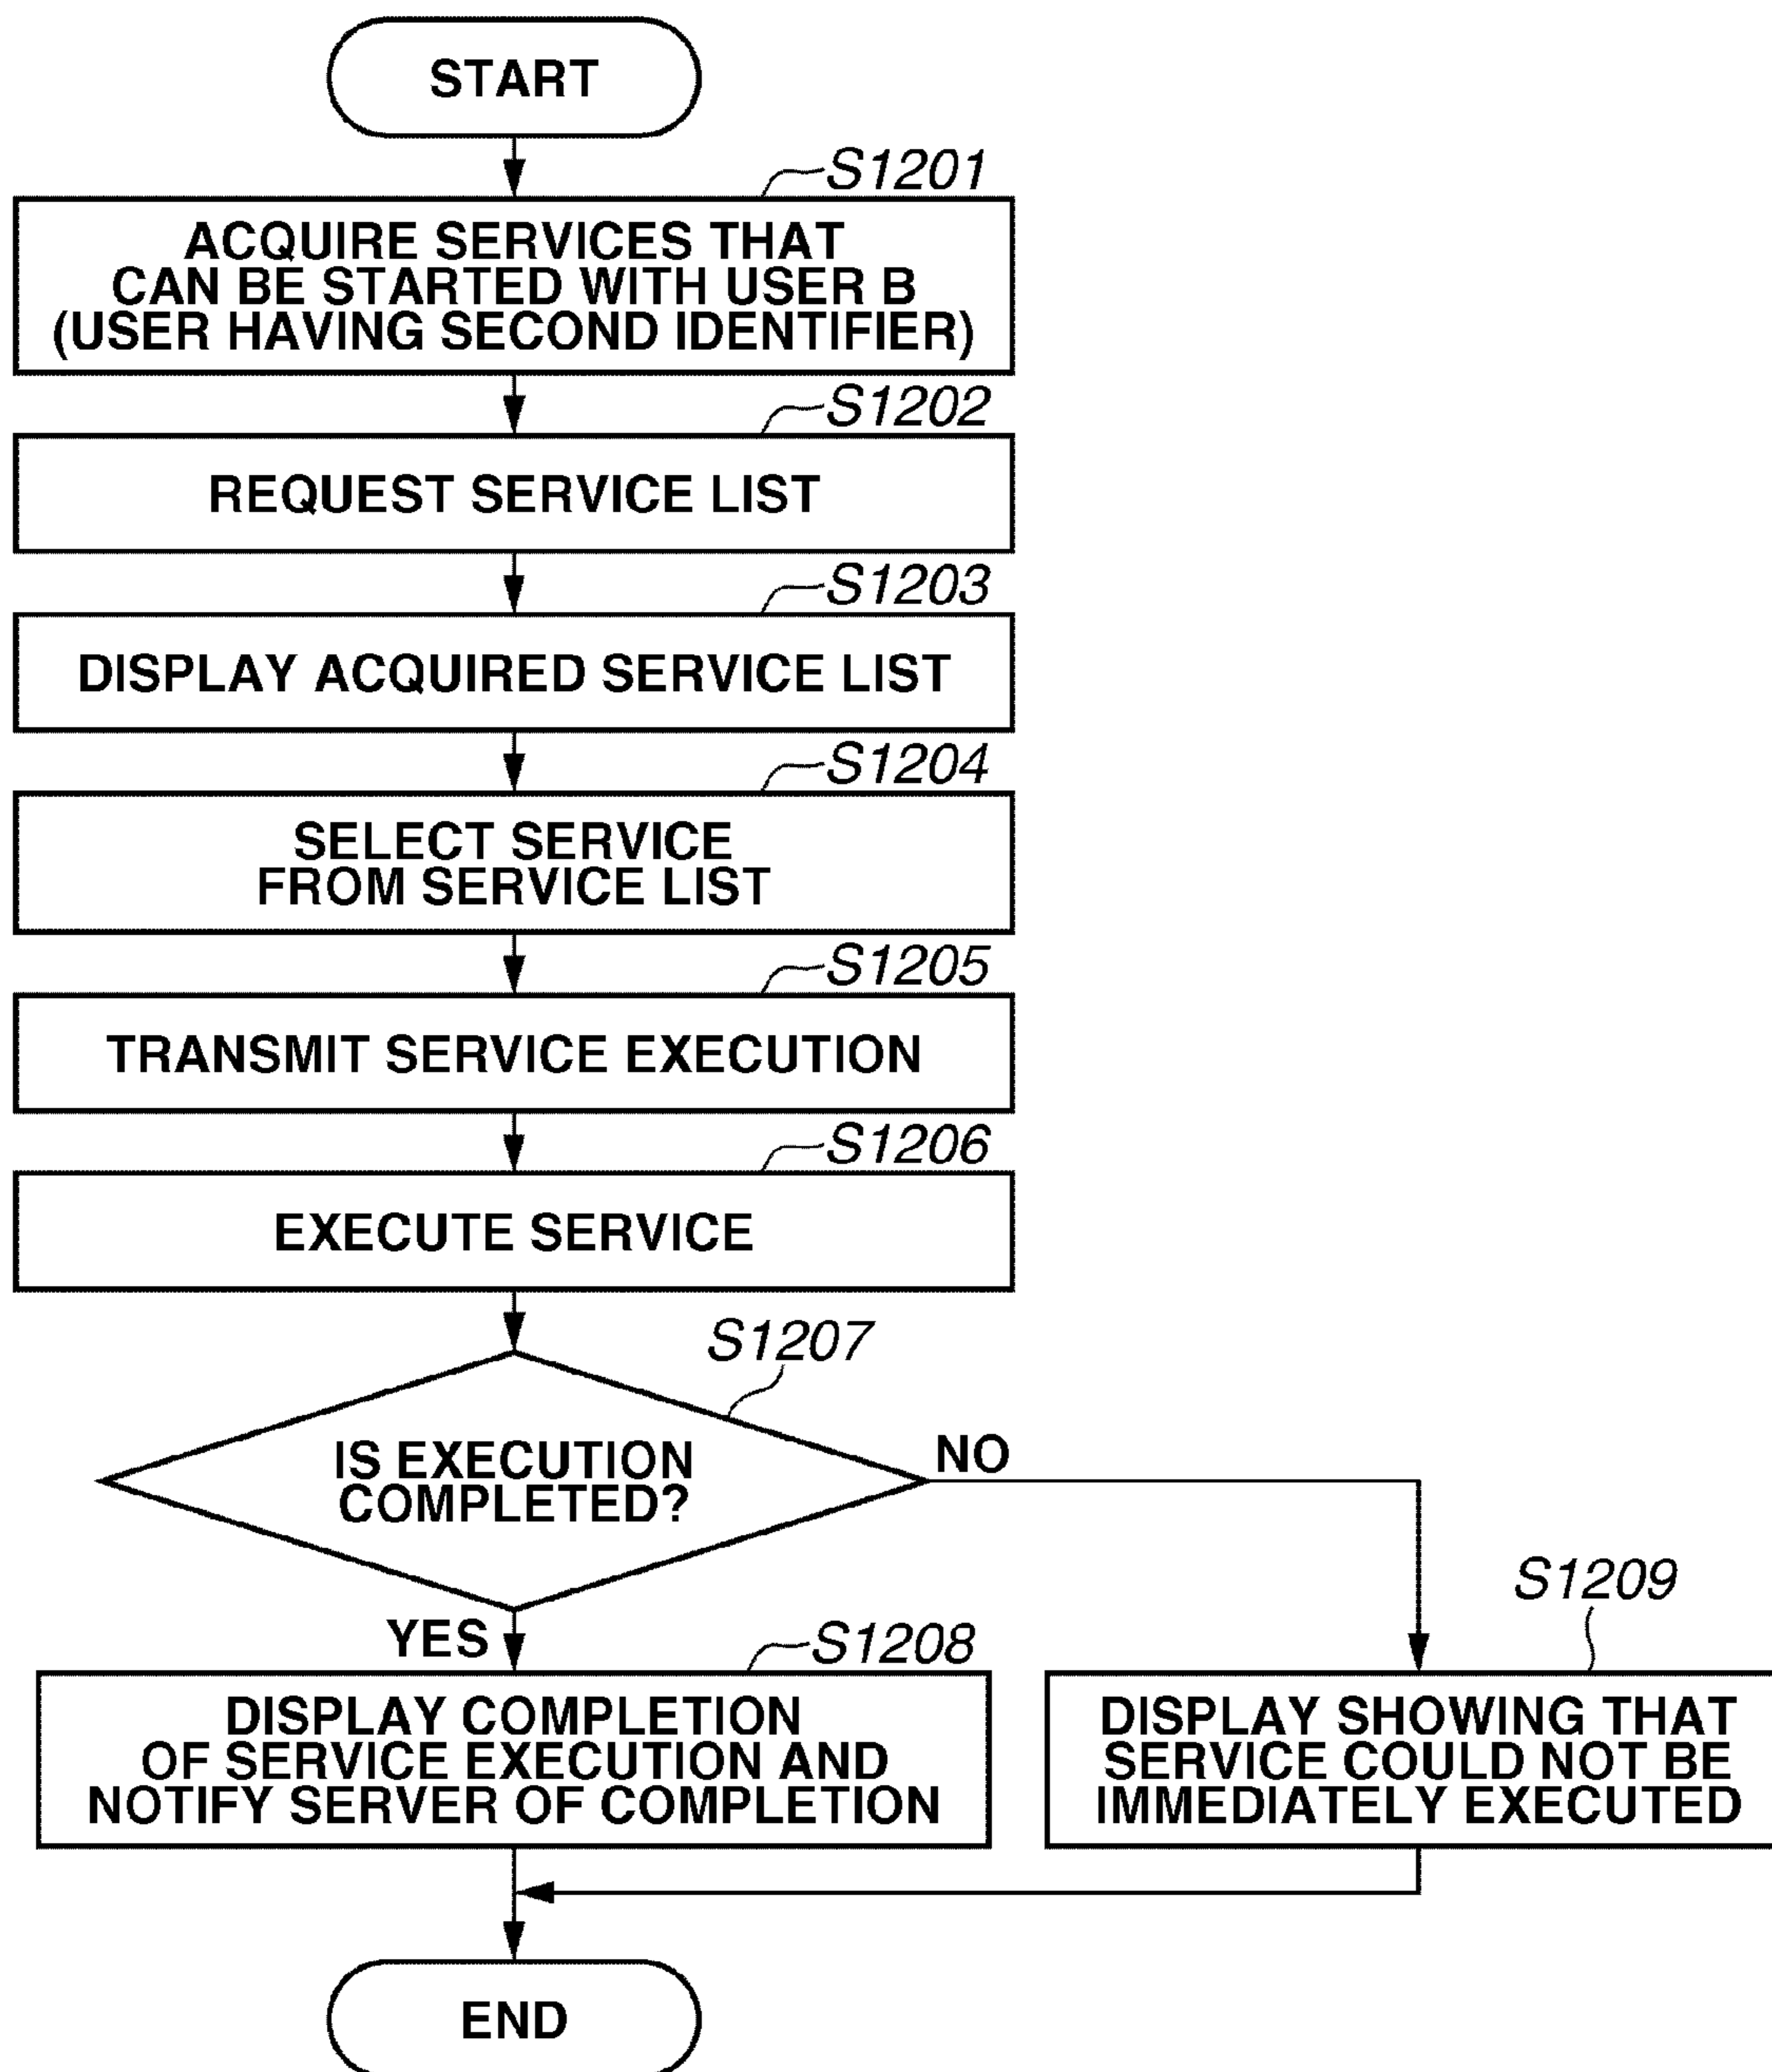 START
S1201
ACQUIRE SERVICES THAT
CAN BE STARTED WITH USER B
(USER HAVING SECOND IDENTIFIER)
S1202
REQUEST SERVICE LIST
S1203
DISPLAY ACQUIRED SERVICE LIST
S1204
SELECT SERVICE
FROM SERVICE LIST
S1205
TRANSMIT SERVICE EXECUTION
S1206
EXECUTE SERVICE
S1207
IS EXECUTION
COMPLETED?
NO
YES
S1208
DISPLAY COMPLETION
OF SERVICE EXECUTION AND
NOTIFY SERVER OF COMPLETION
S1209
DISPLAY SHOWING THAT
SERVICE COULD NOT BE
IMMEDIATELY EXECUTED
END